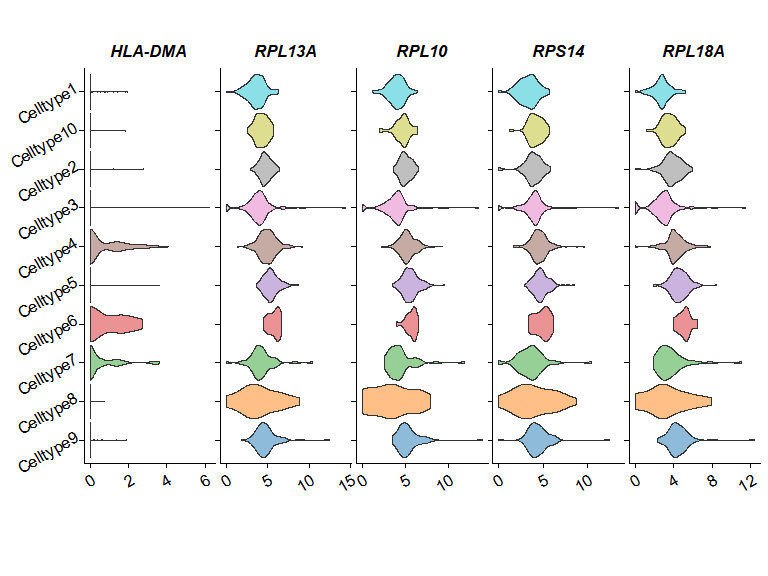 HLA-DMA RPL13A RPL10 RPS14 RPL18A
Celltype1
Celltype10
Celltype2
Celltype3
Celltype4
Celltype5
Celltype6
Celltype7
Celltype8
Celltype9
0 2 4 6 0 5 10 15 0 5 10 0 5 10 0 4 8 12